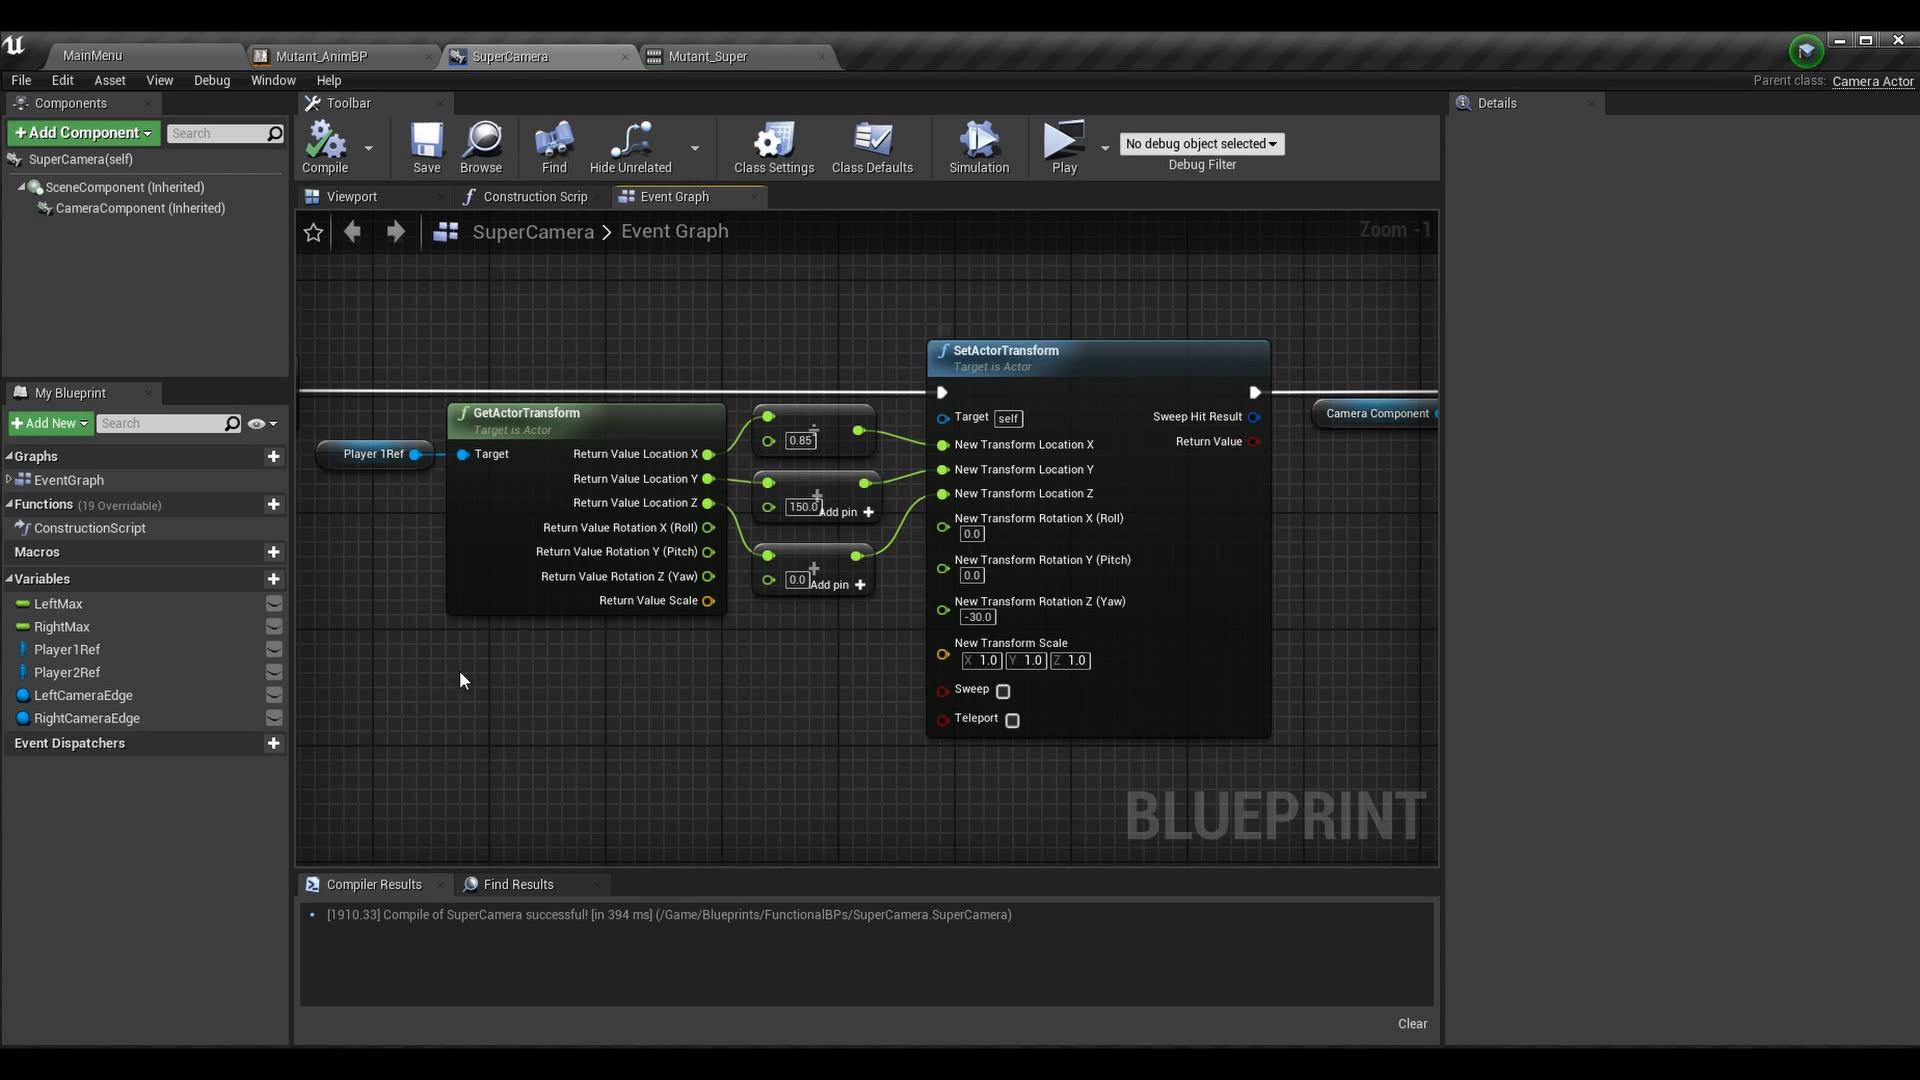 MainMenu
Mutant_AnimBP
SuperCamera
Mutant_Super
File Edit Asset View Debug Window Help
Parent class: Camera Actor
Components
Toolbar
Details
+ Add Component
Search
SuperCamera(self)
SceneComponent (Inherited)
CameraComponent (Inherited)
Compile
Save
Browse
Find
Hide Unrelated
Class Settings
Class Defaults
Simulation
Play
No debug object selected
Debug Filter
Viewport
Construction Scrip
Event Graph
SuperCamera > Event Graph
Zoom -1
My Blueprint
+ Add New
Search
Graphs
EventGraph
Functions (19 Overridable)
ConstructionScript
Macros
Variables
LeftMax
RightMax
Player1Ref
Player2Ref
LeftCameraEdge
RightCameraEdge
Event Dispatchers
Player 1Ref
GetActorTransform
Target is Actor
Target
Return Value Location X
Return Value Location Y
Return Value Location Z
Return Value Rotation X (Roll)
Return Value Rotation Y (Pitch)
Return Value Rotation Z (Yaw)
Return Value Scale
÷
0.85
+
150.0
Add pin +
+
0.0
Add pin +
SetActorTransform
Target is Actor
Target self
Sweep Hit Result
Return Value
New Transform Location X
New Transform Location Y
New Transform Location Z
New Transform Rotation X (Roll)
0.0
New Transform Rotation Y (Pitch)
0.0
New Transform Rotation Z (Yaw)
-30.0
New Transform Scale
X 1.0 Y 1.0 Z 1.0
Sweep
Teleport
Camera Component
BLUEPRINT
Compiler Results
Find Results
[1910.33] Compile of SuperCamera successful! [in 394 ms] (/Game/Blueprints/FunctionalBPs/SuperCamera.SuperCamera)
Clear